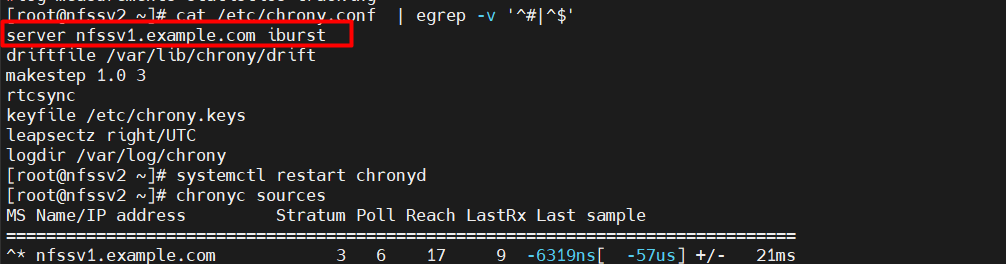 [root@nfssv2 ~]# cat /etc/chrony.conf  | egrep -v '^#|^$'
server nfssv1.example.com iburst
driftfile /var/lib/chrony/drift
makestep 1.0 3
rtcsync
keyfile /etc/chrony.keys
leapsectz right/UTC
logdir /var/log/chrony
[root@nfssv2 ~]# systemctl restart chronyd
[root@nfssv2 ~]# chronyc sources
MS Name/IP address         Stratum Poll Reach LastRx Last sample
===============================================================================
^* nfssv1.example.com            3   6    17     9  -6319ns[  -57us] +/-   21ms